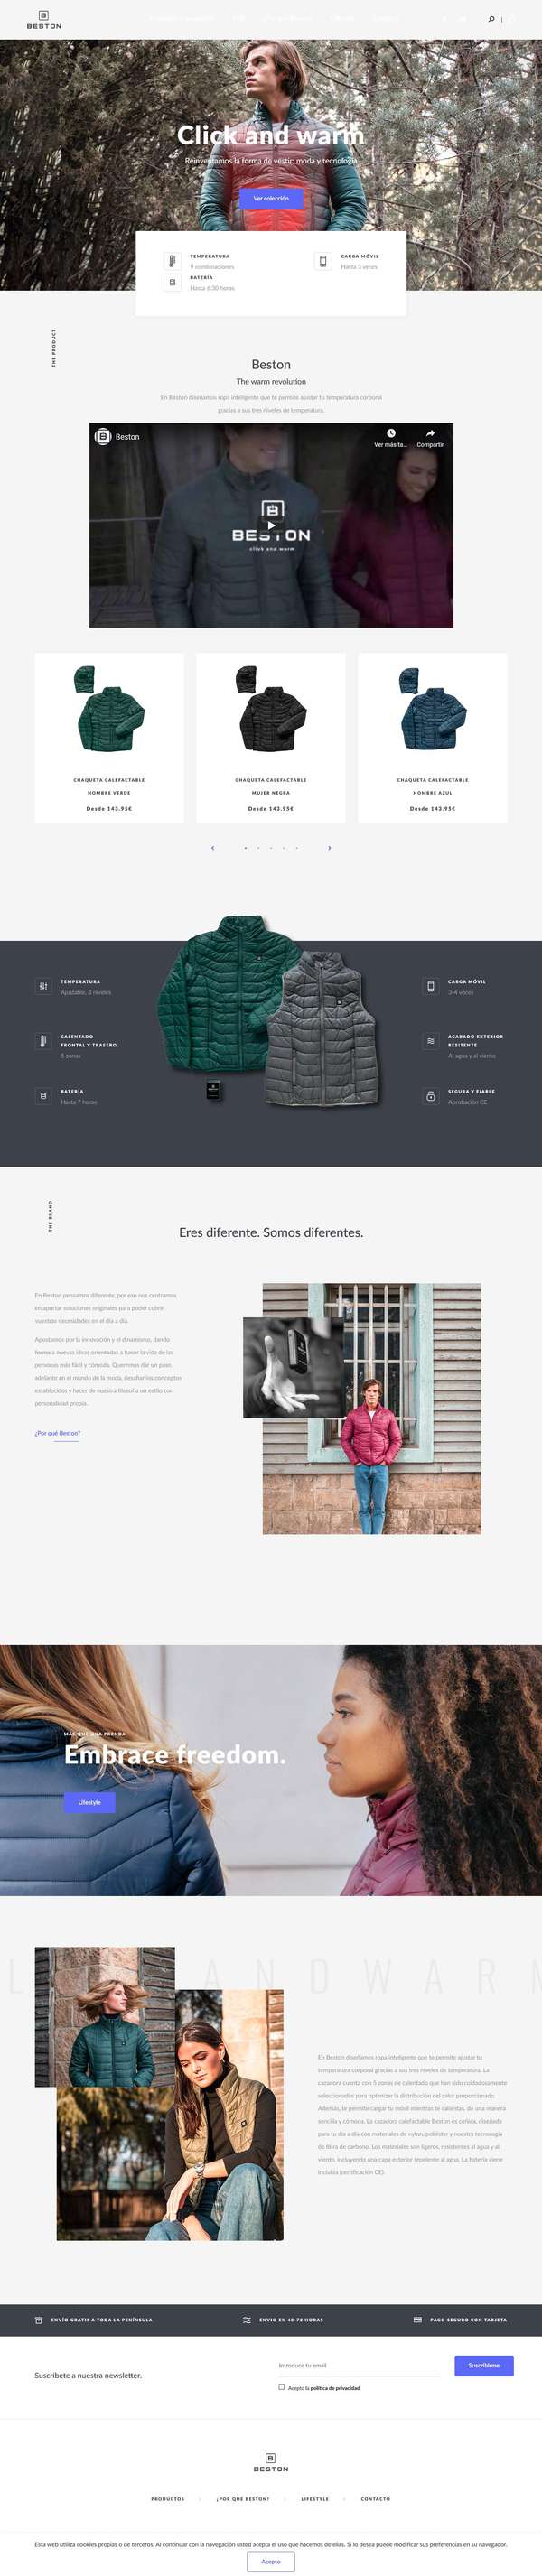 BESTON
Click and warm
Reinventamos la forma de vestir: moda y tecnología
Ver colección
TEMPERATURA
9 combinaciones
BATERÍA
CARGA MÓVIL
Hasta 3 veces
THE PRODUCT
Beston
The warm revolution
En Beston diseñamos ropa inteligente que te permite ajustar tu temperatura corporal
gracias a sus tres niveles de temperatura.
Beston
Ver más ta...
Compartir
BESTON
click and warm
CHAQUETA CALEFACTABLE
HOMBRE VERDE
Desde 143.95€
CHAQUETA CALEFACTABLE
MUJER NEGRA
Desde 143.95€
CHAQUETA CALEFACTABLE
HOMBRE AZUL
Desde 143.95€
TEMPERATURA
Ajustable, 3 niveles
CALENTADO
FRONTAL Y TRASERO
5 zonas
BATERÍA
Hasta 7 horas
CARGA MÓVIL
3-4 veces
ACABADO EXTERIOR
RESITENTE
Al agua y al viento
SEGURA Y FIABLE
Aprobación CE
THE BRAND
Eres diferente. Somos diferentes.
En Beston pensamos diferente, por eso nos centramos
en aportar soluciones originales para poder cubrir
nuestras necesidades en el día a día.
Apostamos por la innovación y el dinamismo, dando
forma a nuevas ideas orientadas a hacer la vida de las
personas más fácil y cómoda. Queremos dar un paso
adelante en el mundo de la moda, desafiar los conceptos
establecidos y hacer de nuestra filosofía un estilo con
personalidad propia.
¿Por qué Beston?
MÁS QUE UNA PRENDA
Embrace freedom.
Lifestyle
L A N D W A R M
En Beston diseñamos ropa inteligente que te permite ajustar tu
temperatura corporal gracias a sus tres niveles de temperatura. La
cazadora cuenta con 5 zonas de calentado que han sido cuidadosamente
seleccionadas para optimizar la distribución del calor proporcionado.
Además, te permite cargar tu móvil mientras te calientas, de una manera
sencilla y cómoda. La cazadora calefactable Beston es ceñida, diseñada
para tu día a día con materiales de nylon, poliéster y nuestra tecnología
de fibra de carbono. Los materiales son ligeros, resistentes al agua y al
viento, incluyendo una capa exterior repelente al agua. La batería viene
incluida (certificación CE).
ENVÍO GRATIS A TODA LA PENÍNSULA
ENVIO EN 48-72 HORAS
PAGO SEGURO CON TARJETA
Suscríbete a nuestra newsletter.
Introduce tu email
Suscribirme
Acepto la política de privacidad
BESTON
PRODUCTOS
¿POR QUÉ BESTON?
LIFESTYLE
CONTACTO
Esta web utiliza cookies propias o de terceros. Al continuar con la navegación usted acepta el uso que hacemos de ellas. Si lo desea puede modificar sus preferencias en su navegador.
Acepto